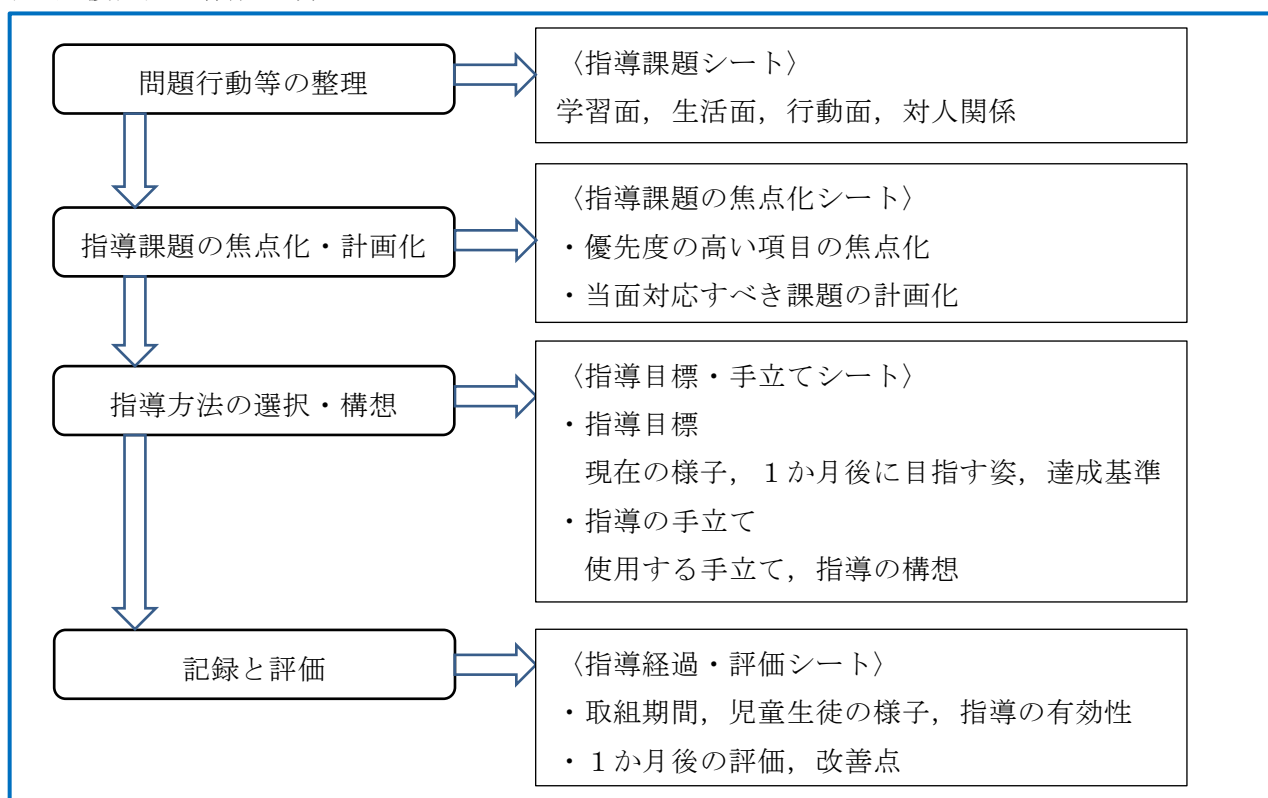 問題行動等の整理
〈指導課題シート〉
学習面，生活面，行動面，対人関係
指導課題の焦点化・計画化
〈指導課題の焦点化シート〉
・優先度の高い項目の焦点化
・当面対応すべき課題の計画化
指導方法の選択・構想
〈指導目標・手立てシート〉
・指導目標
現在の様子，１か月後に目指す姿，達成基準
・指導の手立て
使用する手立て，指導の構想
記録と評価
〈指導経過・評価シート〉
・取組期間，児童生徒の様子，指導の有効性
・１か月後の評価，改善点